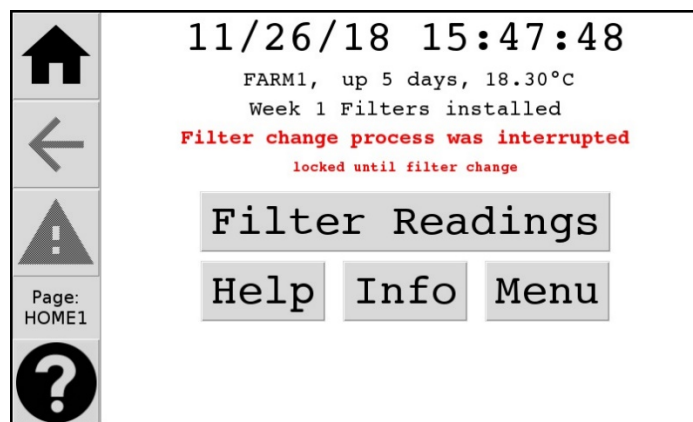 11/26/18 15:47:48
FARM1, up 5 days, 18.30°C
Week 1 Filters installed
Filter change process was interrupted
locked until filter change
Filter Readings
Help Info Menu
Page:
HOME1
?